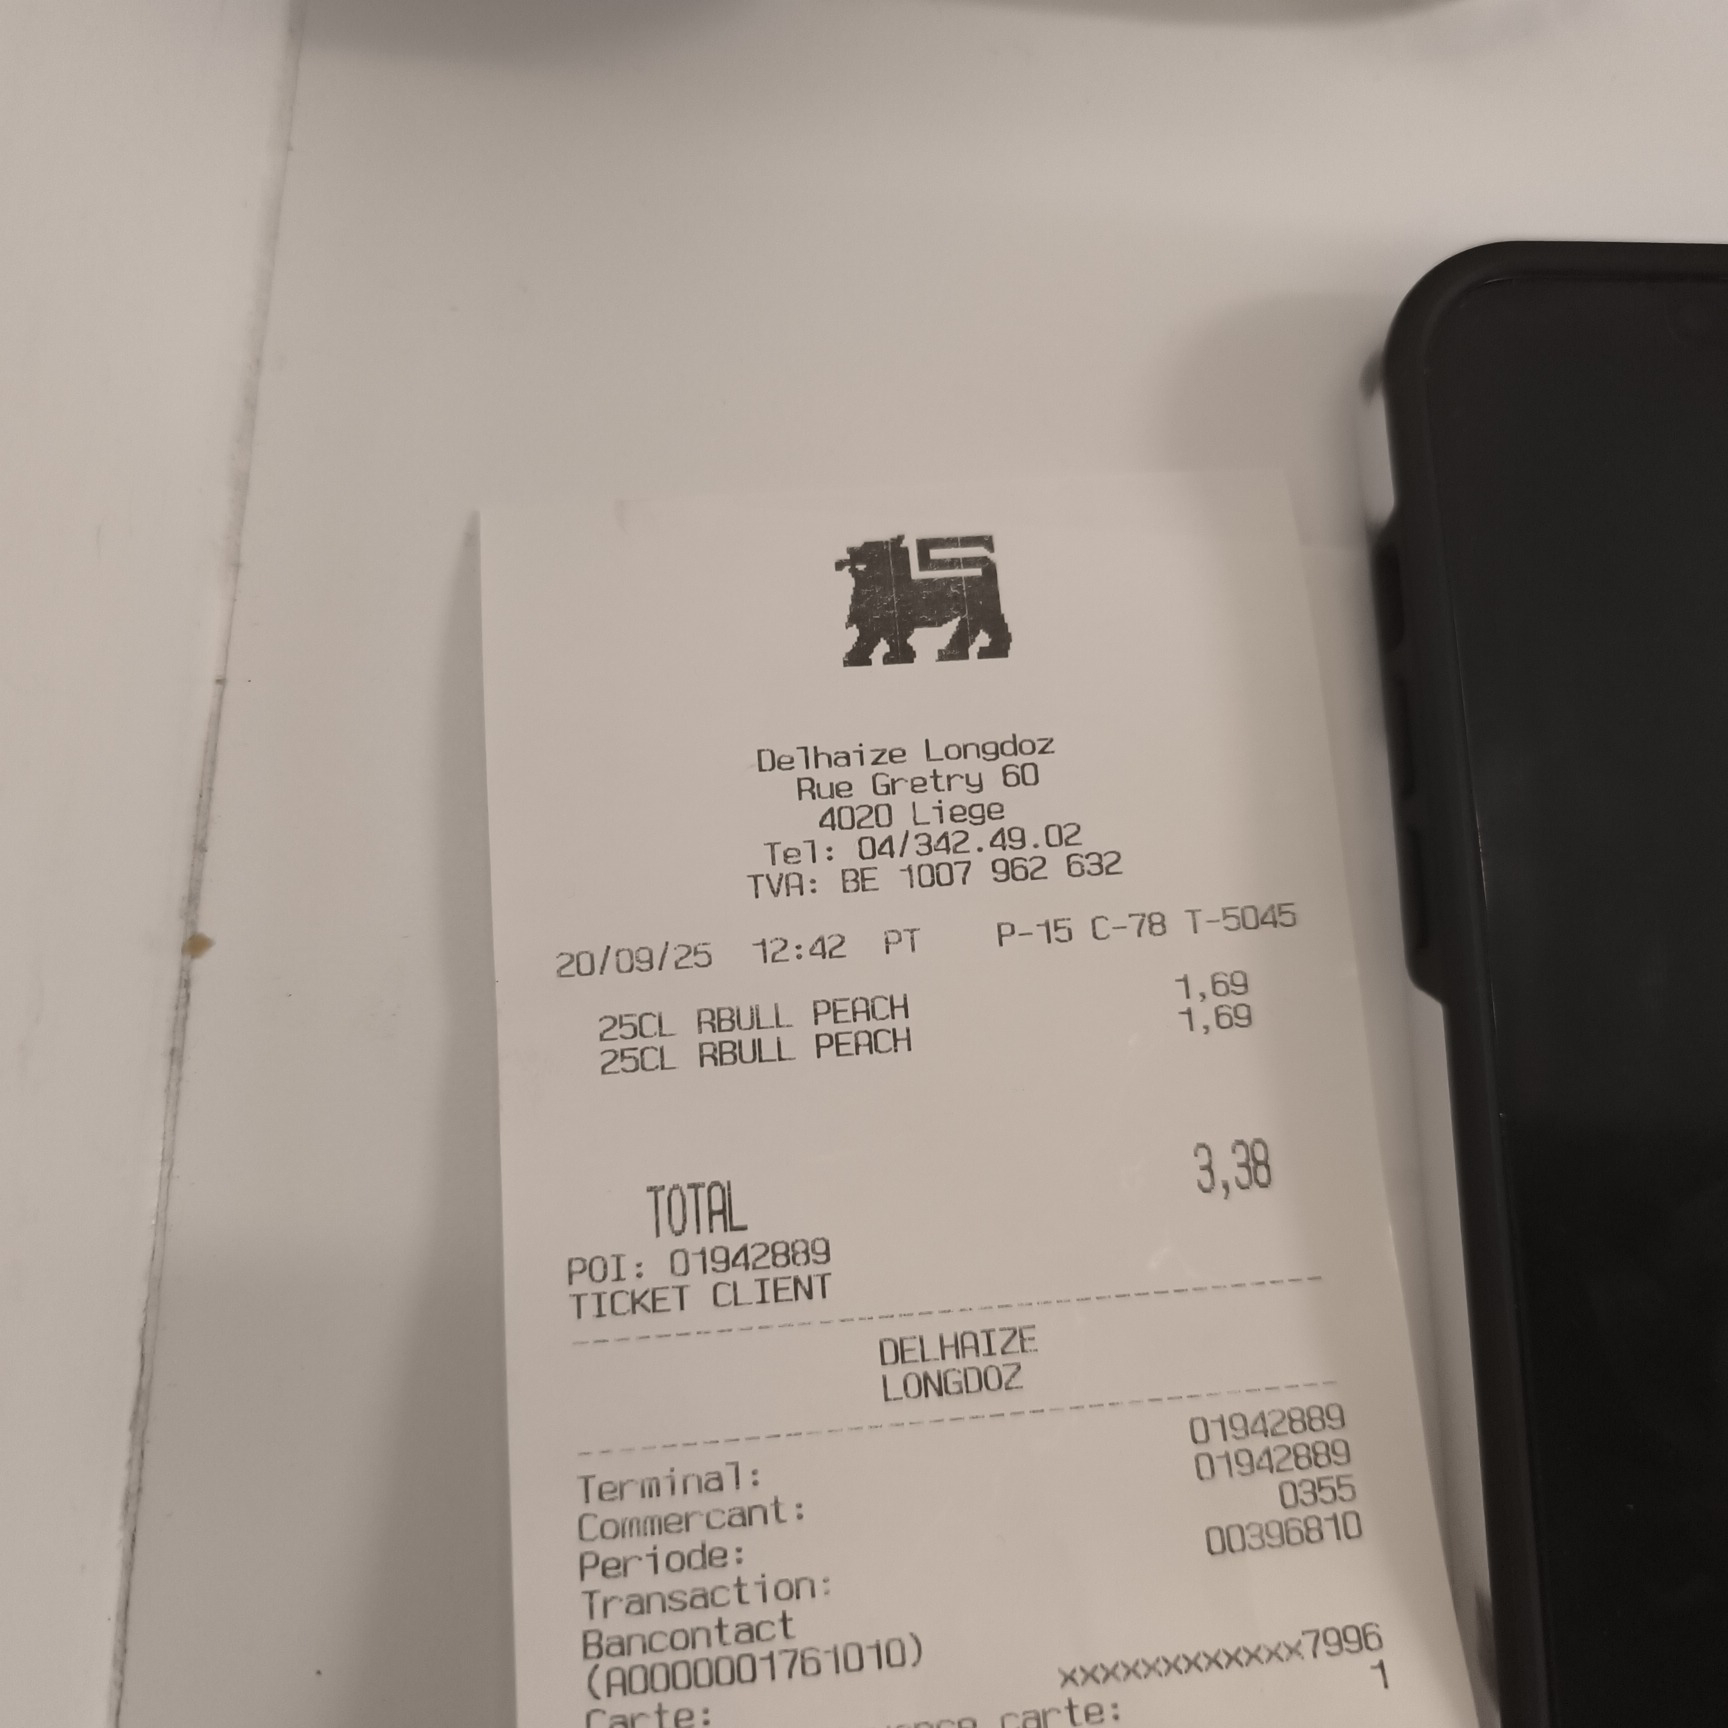 Delhaize Longdoz
Rue Gretry 60
4020 Liege
Tel: 04/342.49.02
TVA: BE 1007 962 632
20/09/25 12:42 PT P-15 C-78 T-5045
25CL RBULL PEACH 1,69
25CL RBULL PEACH 1,69
TOTAL 3,38
POI: 01942889
TICKET CLIENT
DELHAIZE
LONGDOZ
Terminal: 01942889
Commercant: 01942889
Periode: 0355
Transaction: 00396810
Bancontact
(A0000001761010)
Carte: xxxxxxxxxxxxx7996
carte: 1